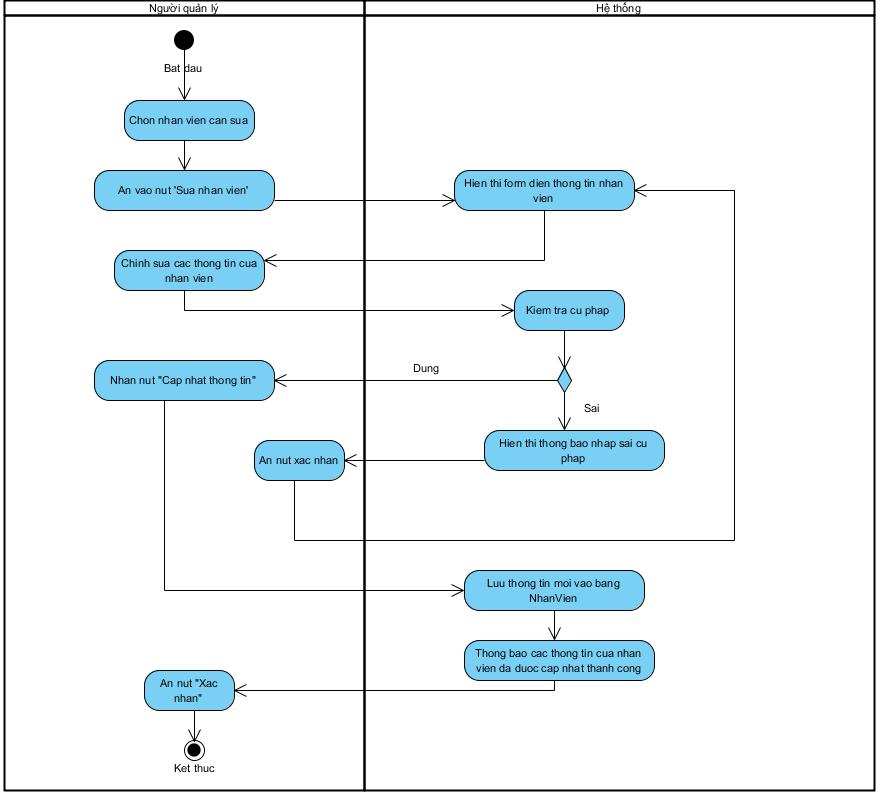 Người quản lý
Hệ thống
Bat dau
Chon nhan vien can sua
An vao nut 'Sua nhan vien'
Hien thi form dien thong tin nhan
vien
Chinh sua cac thong tin cua
nhan vien
Kiem tra cu phap
Dung
Nhan nut "Cap nhat thong tin"
Sai
Hien thi thong bao nhap sai cu
phap
An nut xac nhan
Luu thong tin moi vao bang
NhanVien
Thong bao cac thong tin cua nhan
vien da duoc cap nhat thanh cong
An nut "Xac
nhan"
Ket thuc